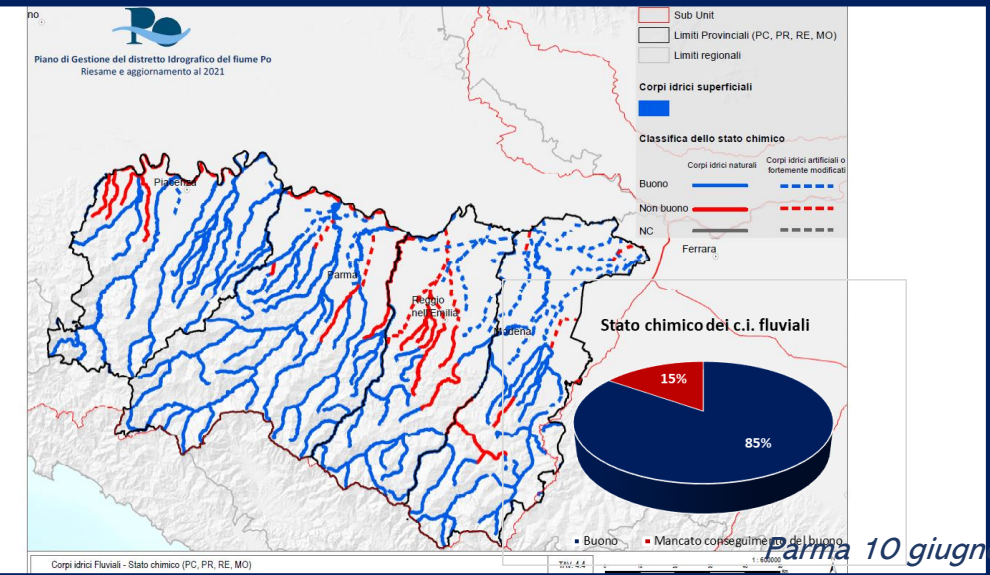 no
PO
Piano di Gestione del distretto Idrografico del fiume Po
Riesame e aggiornamento al 2021
Sub Unit
Limiti Provinciali (PC, PR, RE, MO)
Limiti regionali
Corpi idrici superficiali
Classifica dello stato chimico
Corpi idrici naturali
Corpi idrici artificiali o
fortemente modificati
Buono
Non buono
NC
Piacenza
Parma
Reggio
nell'Emilia
Modena
Ferrara
Stato chimico dei c.i. fluviali
15%
85%
Buono
Mancato conseguimento del buono
Parma 10 giugn
Corpi idrici Fluviali - Stato chimico (PC, PR, RE, MO)
TAV. 4.4
1: 600000